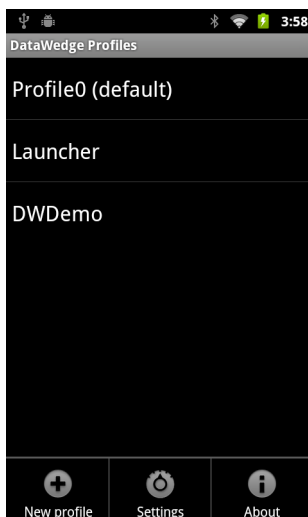 3:58
DataWedge Profiles
Profile0 (default)
Launcher
DWDemo
New profile Settings About